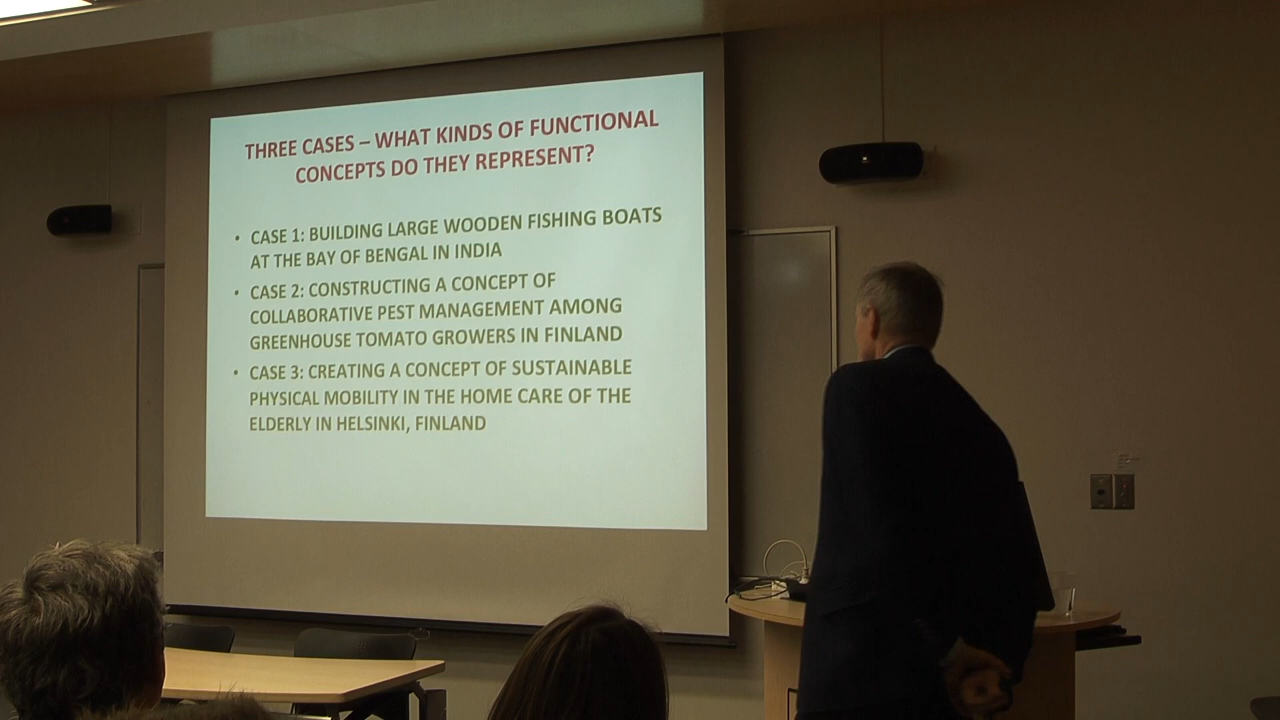 THREE CASES – WHAT KINDS OF FUNCTIONAL
CONCEPTS DO THEY REPRESENT?
• CASE 1: BUILDING LARGE WOODEN FISHING BOATS
AT THE BAY OF BENGAL IN INDIA
• CASE 2: CONSTRUCTING A CONCEPT OF
COLLABORATIVE PEST MANAGEMENT AMONG
GREENHOUSE TOMATO GROWERS IN FINLAND
• CASE 3: CREATING A CONCEPT OF SUSTAINABLE
PHYSICAL MOBILITY IN THE HOME CARE OF THE
ELDERLY IN HELSINKI, FINLAND